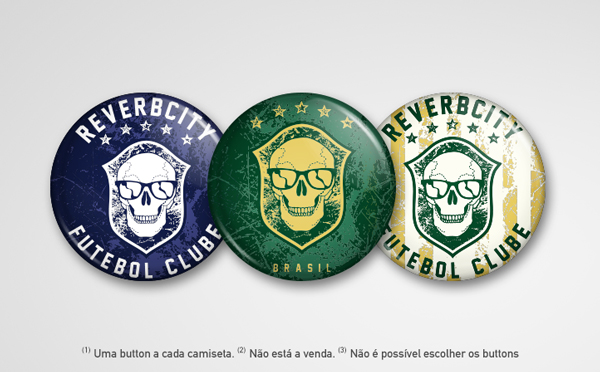 REVERBCITY
FUTEBOL CLUBE
BRASIL
REVERBCITY
FUTEBOL CLUBE
(1) Uma button a cada camiseta. (2) Não está a venda. (3) Não é possível escolher os buttons